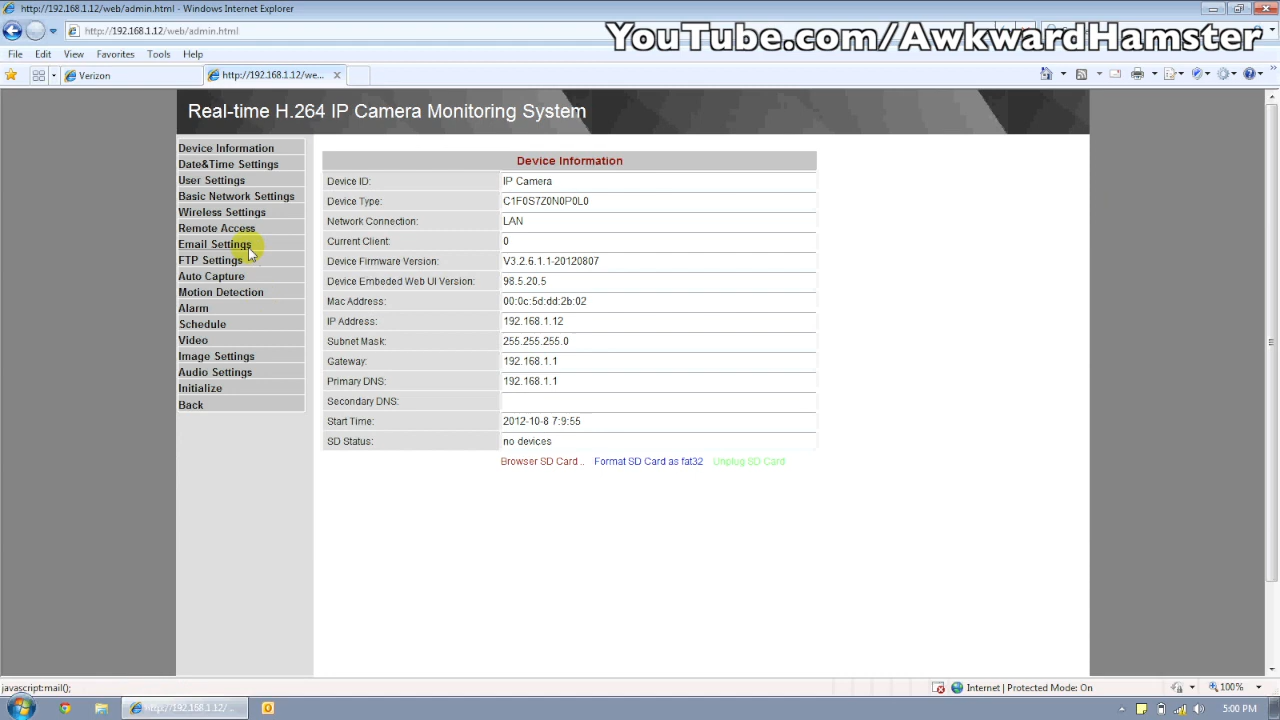 http://192.168.1.12/web/admin.html - Windows Internet Explorer
http://192.168.1.12/web/admin.html
YouTube.com/AwkwardHamster
File Edit View Favorites Tools Help
Verizon http://192.168.1.12/we...
Real-time H.264 IP Camera Monitoring System
Device Information
Date&Time Settings
User Settings
Basic Network Settings
Wireless Settings
Remote Access
Email Settings
FTP Settings
Auto Capture
Motion Detection
Alarm
Schedule
Video
Image Settings
Audio Settings
Initialize
Back
Device Information
Device ID: IP Camera
Device Type: C1F0S7Z0N0P0L0
Network Connection: LAN
Current Client: 0
Device Firmware Version: V3.2.6.1.1-20120807
Device Embeded Web UI Version: 98.5.20.5
Mac Address: 00:0c:5d:dd:2b:02
IP Address: 192.168.1.12
Subnet Mask: 255.255.255.0
Gateway: 192.168.1.1
Primary DNS: 192.168.1.1
Secondary DNS:
Start Time: 2012-10-8 7:9:55
SD Status: no devices
Browser SD Card .. Format SD Card as fat32 Unplug SD Card
javascript:mail();
Internet | Protected Mode: On
100%
http://192.168.1.12/...
5:00 PM